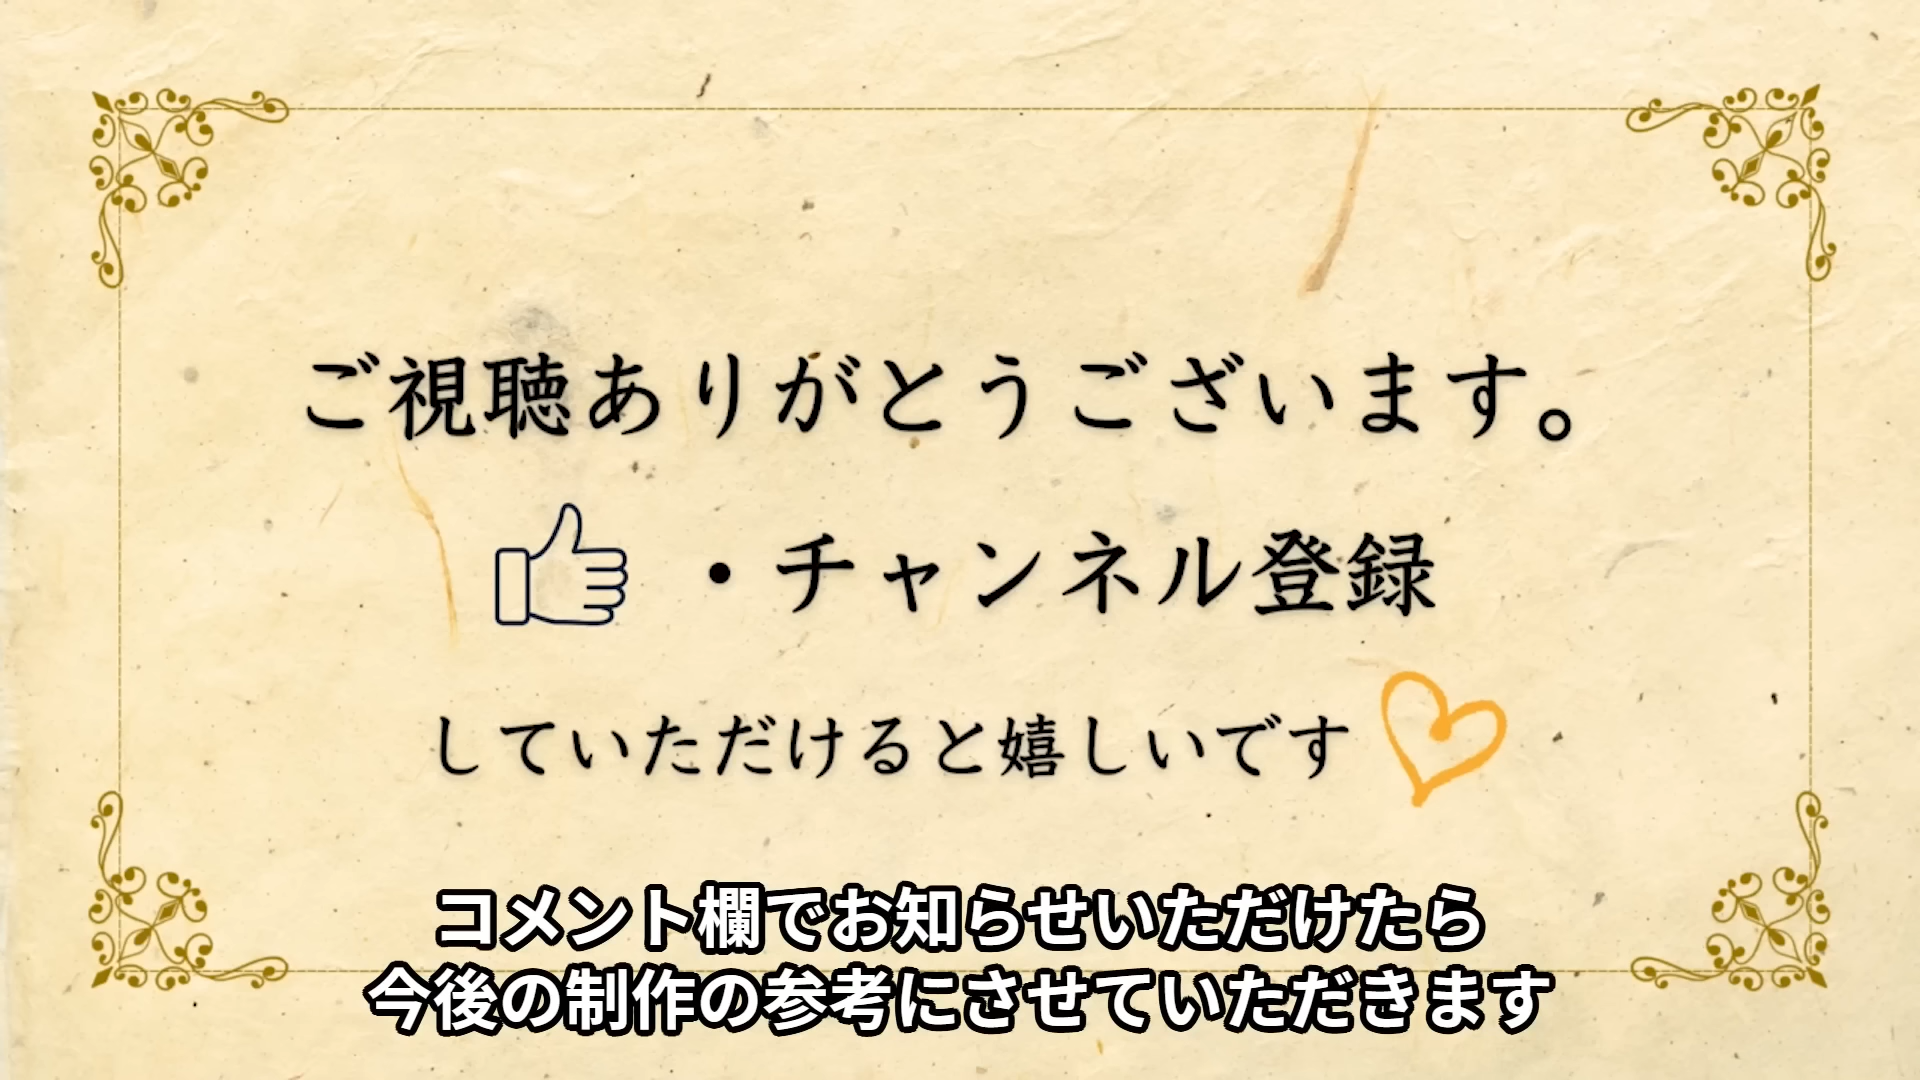 ご視聴ありがとうございます。
・チャンネル登録
していただけると嬉しいです
コメント欄でお知らせいただけたら
今後の制作の参考にさせていただきます